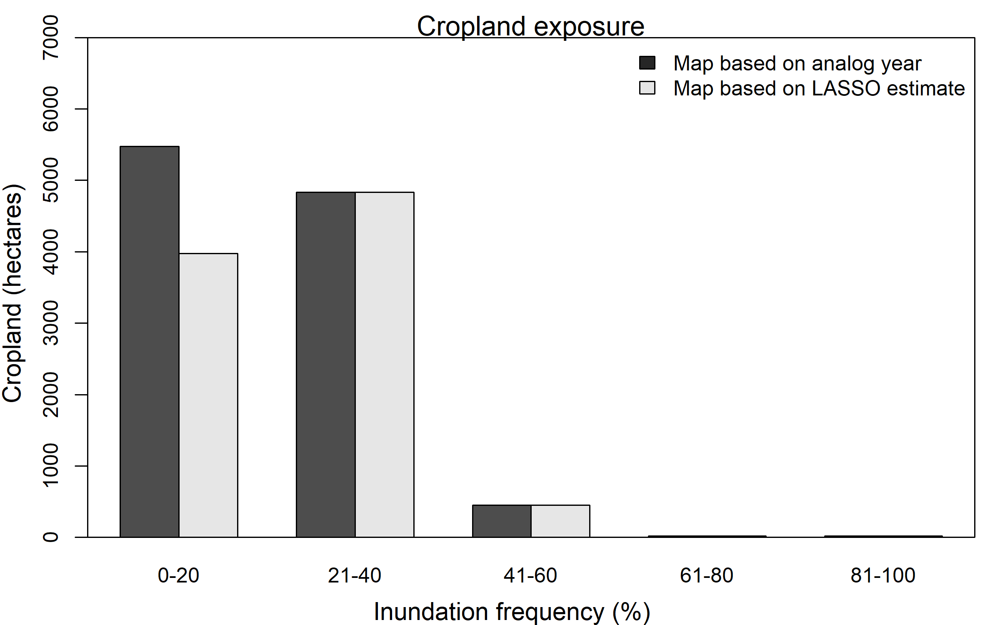 Cropland exposure
Map based on analog year
Map based on LASSO estimate
Cropland (hectares)
7000
6000
5000
4000
3000
2000
1000
0
0-20 21-40 41-60 61-80 81-100
Inundation frequency (%)